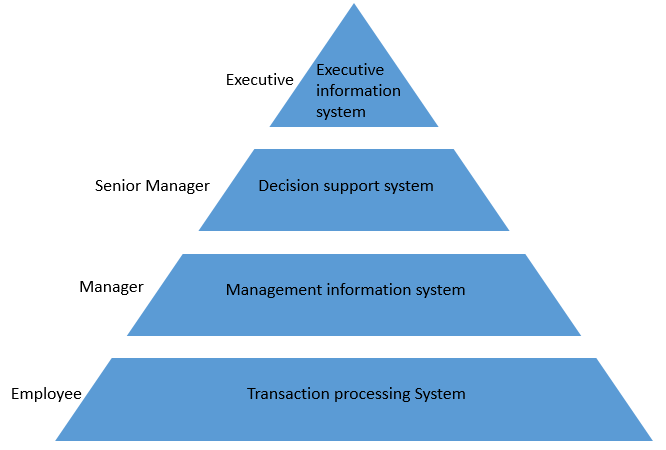 Executive
Executive
information
system
Senior Manager
Decision support system
Manager
Management information system
Employee
Transaction processing System